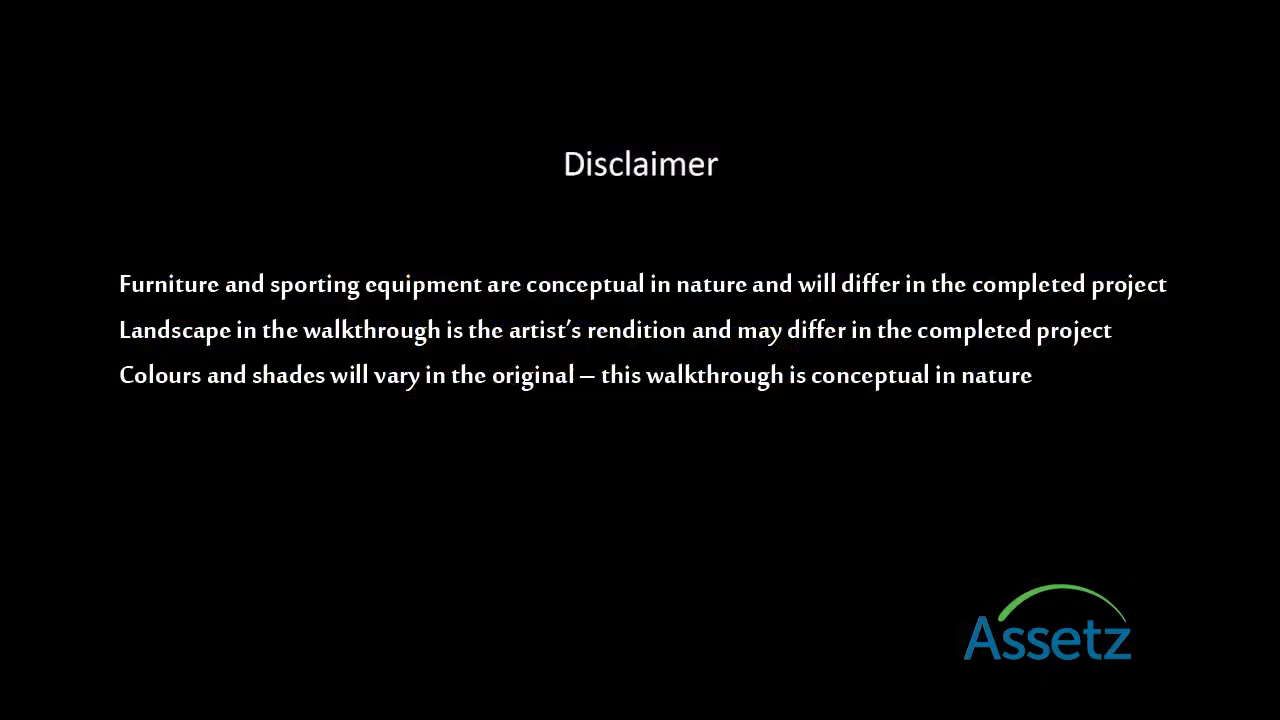 Disclaimer
Furniture and sporting equipment are conceptual in nature and will differ in the completed project
Landscape in the walkthrough is the artist’s rendition and may differ in the completed project
Colours and shades will vary in the original – this walkthrough is conceptual in nature
Assetz